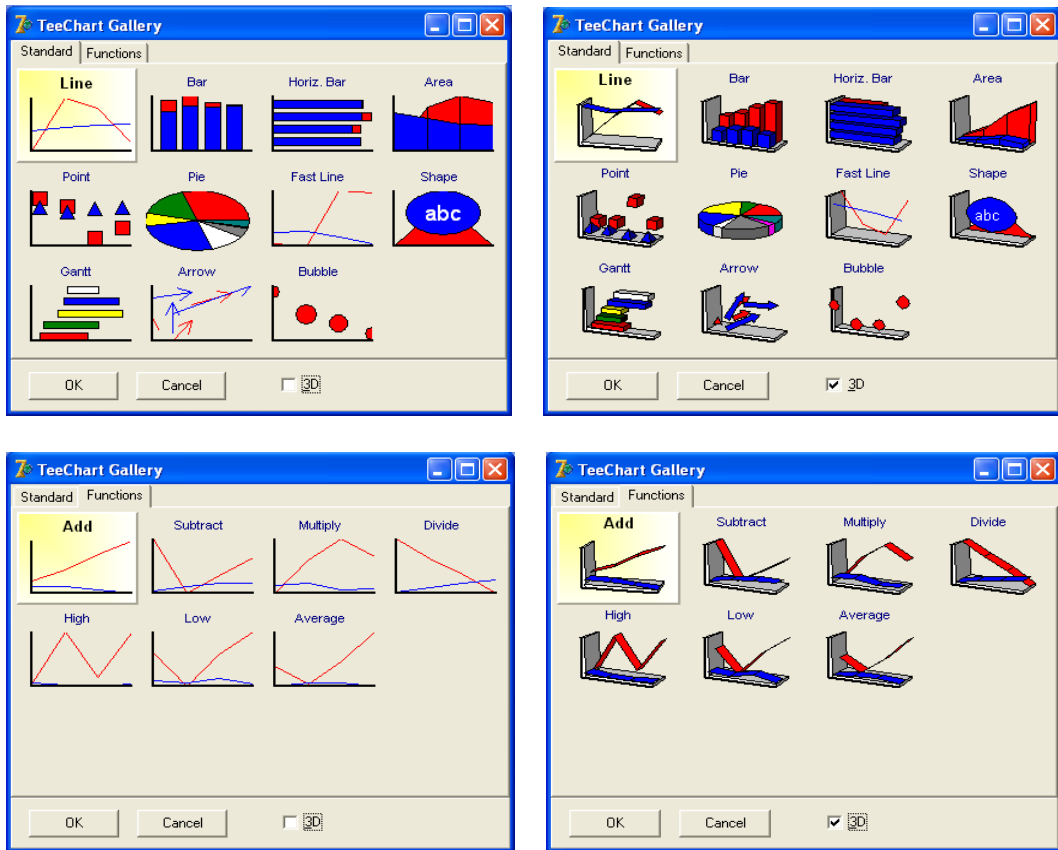 TeeChart Gallery
Standard Functions
Line Bar Horiz. Bar Area
Point Pie Fast Line Shape
abc
Gantt Arrow Bubble
OK Cancel 3D
TeeChart Gallery
Standard Functions
Line Bar Horiz. Bar Area
Point Pie Fast Line Shape
abc
Gantt Arrow Bubble
OK Cancel 3D
TeeChart Gallery
Standard Functions
Add Subtract Multiply Divide
High Low Average
OK Cancel 3D
TeeChart Gallery
Standard Functions
Add Subtract Multiply Divide
High Low Average
OK Cancel 3D